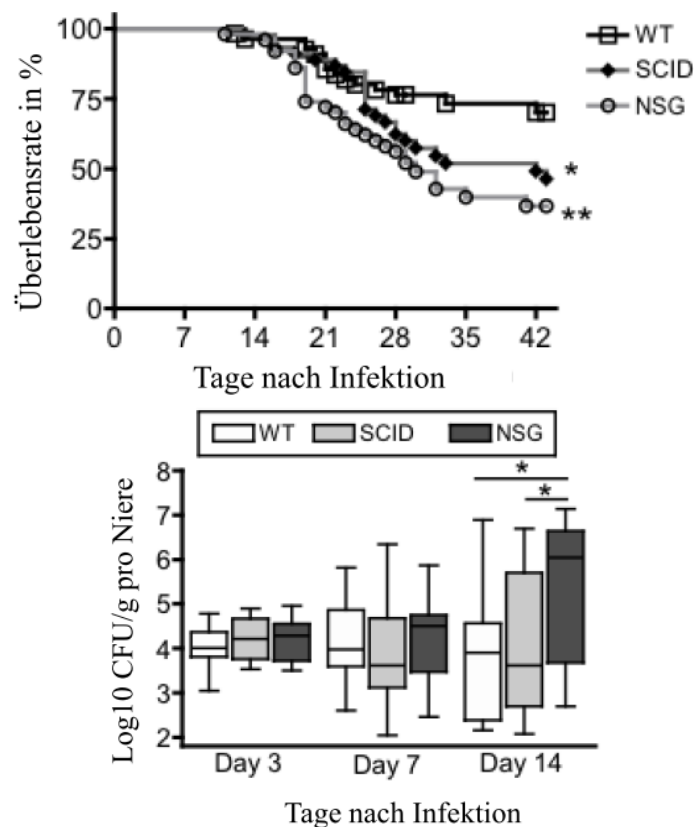 100
75
50
25
0
Überlebensrate in %
WT
SCID
NSG
*
**
0 7 14 21 28 35 42
Tage nach Infektion
WT SCID NSG
Log10 CFU/g pro Niere
8
7
6
5
4
3
2
*
*
Day 3 Day 7 Day 14
Tage nach Infektion